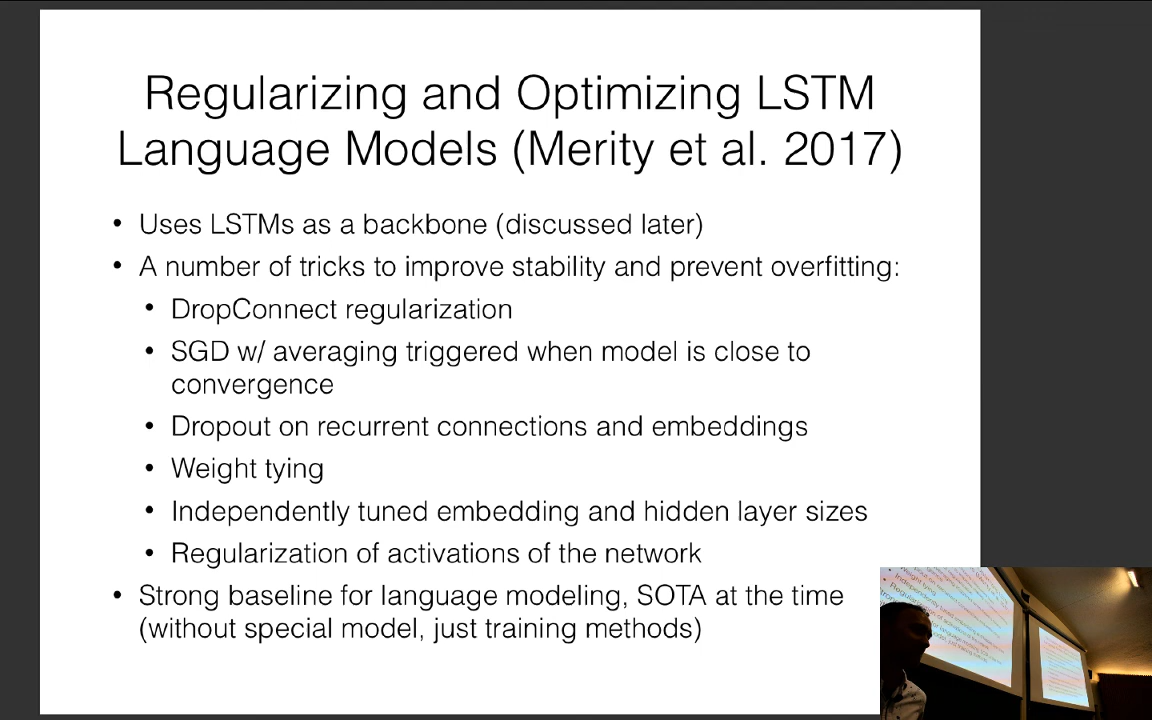 Regularizing and Optimizing LSTM
Language Models (Merity et al. 2017)
• Uses LSTMs as a backbone (discussed later)
• A number of tricks to improve stability and prevent overfitting:
• DropConnect regularization
• SGD w/ averaging triggered when model is close to
convergence
• Dropout on recurrent connections and embeddings
• Weight tying
• Independently tuned embedding and hidden layer sizes
• Regularization of activations of the network
• Strong baseline for language modeling, SOTA at the time
(without special model, just training methods)